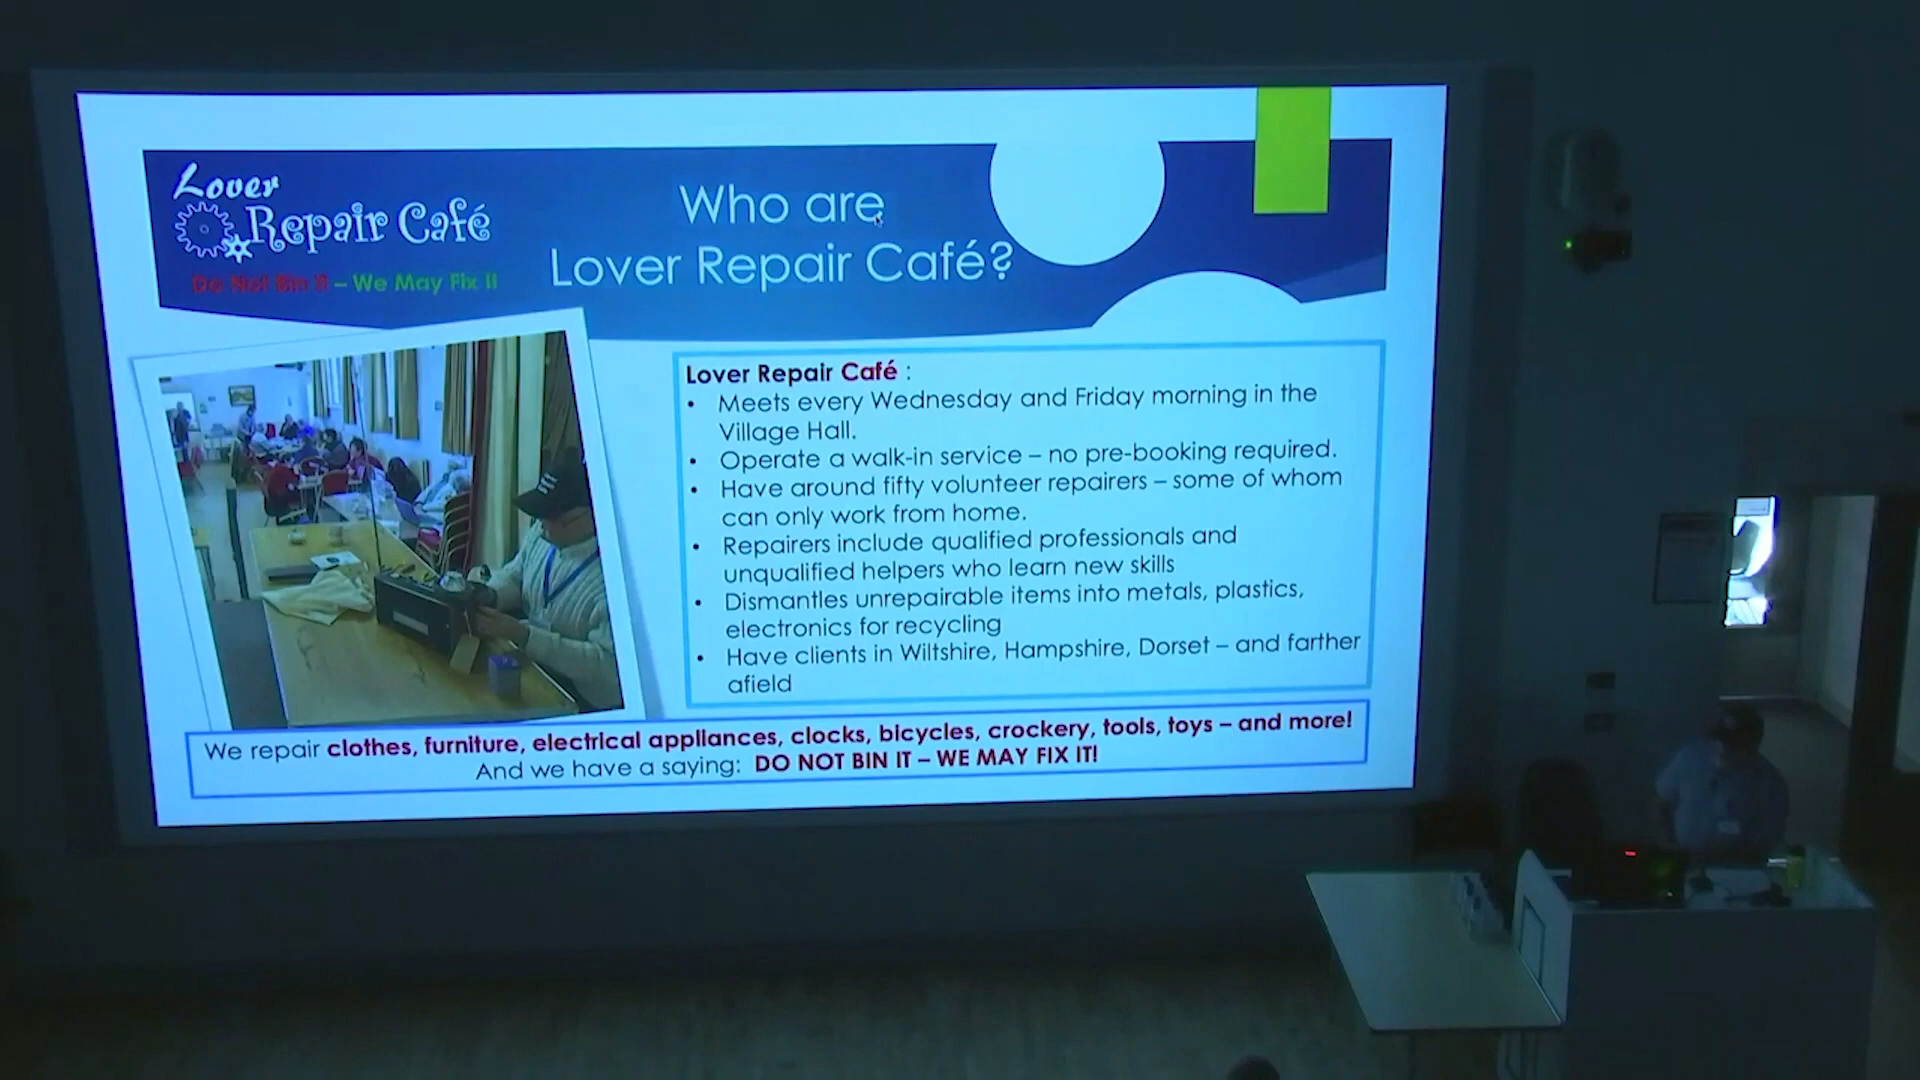 Lover
Repair Café
Do Not Bin It – We May Fix It
Who are
Lover Repair Café?
Lover Repair Café :
• Meets every Wednesday and Friday morning in the
Village Hall.
• Operate a walk-in service – no pre-booking required.
• Have around fifty volunteer repairers – some of whom
can only work from home.
• Repairers include qualified professionals and
unqualified helpers who learn new skills
• Dismantles unrepairable items into metals, plastics,
electronics for recycling
• Have clients in Wiltshire, Hampshire, Dorset – and farther
afield
We repair clothes, furniture, electrical appliances, clocks, bicycles, crockery, tools, toys – and more!
And we have a saying: DO NOT BIN IT – WE MAY FIX IT!